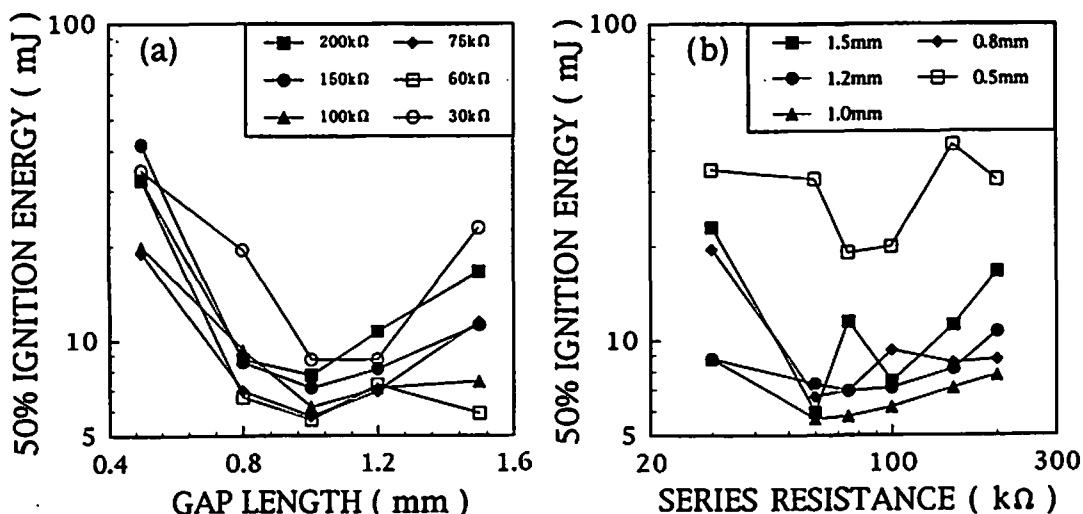 50% IGNITION ENERGY ( mJ )
100
10
5
(a)
200kΩ
150kΩ
100kΩ
75kΩ
60kΩ
30kΩ
0.4
0.8
1.2
1.6
GAP LENGTH ( mm )
50% IGNITION ENRGY ( mJ )
100
10
5
(b)
1.5mm
1.2mm
1.0mm
0.8mm
0.5mm
20
100
300
SERIES RESISTANCE ( kΩ )